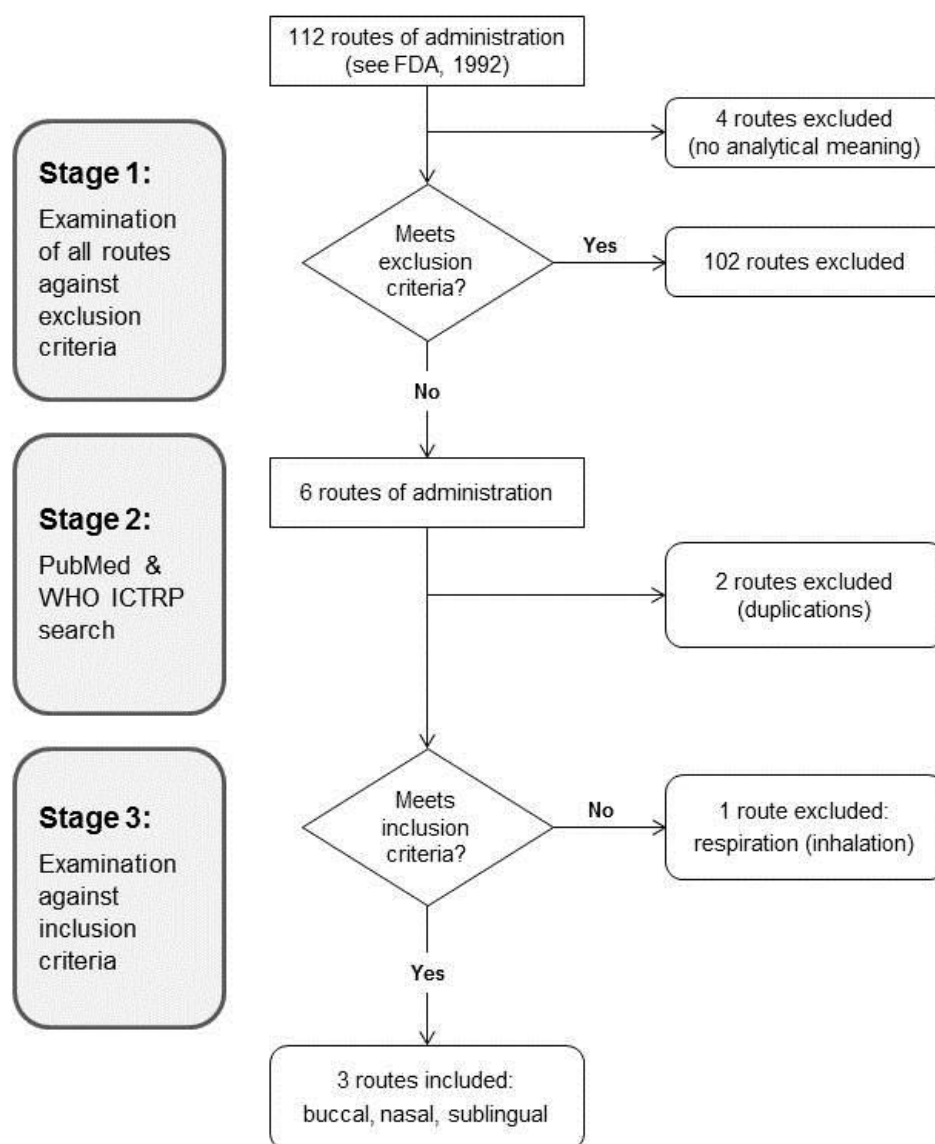 112 routes of administration
(see FDA, 1992)
4 routes excluded
(no analytical meaning)
Stage 1:
Examination
of all routes
against
exclusion
criteria
Meets
exclusion
criteria?
Yes
102 routes excluded
No
Stage 2:
PubMed &
WHO ICTRP
search
6 routes of administration
2 routes excluded
(duplications)
Stage 3:
Examination
against
inclusion
criteria
Meets
inclusion
criteria?
No
1 route excluded:
respiration (inhalation)
Yes
3 routes included:
buccal, nasal, sublingual